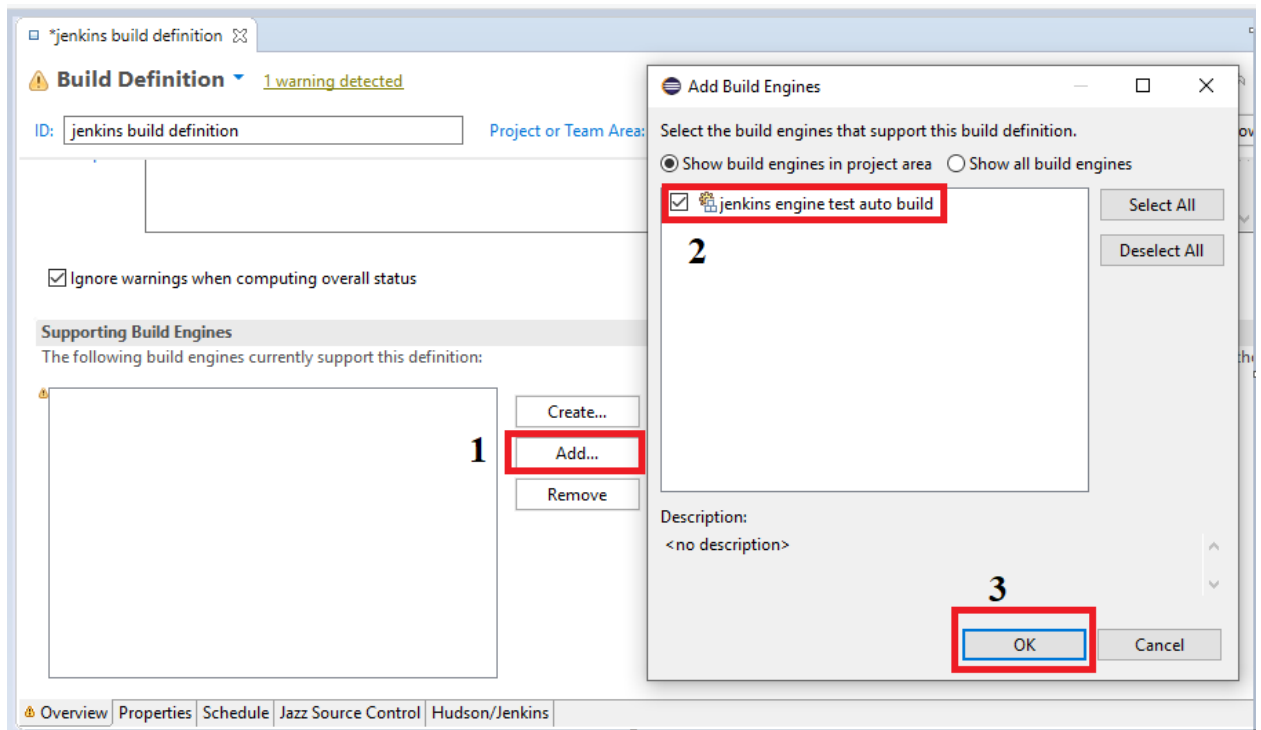 *jenkins build definition
Build Definition 1 warning detected
ID: jenkins build definition Project or Team Area:
Ignore warnings when computing overall status
Supporting Build Engines
The following build engines currently support this definition:
Create...
1 Add...
Remove
Overview Properties Schedule Jazz Source Control Hudson/Jenkins
Add Build Engines
Select the build engines that support this build definition.
Show build engines in project area Show all build engines
jenkins engine test auto build
Select All
2
Deselect All
Description:
<no description>
3
OK Cancel